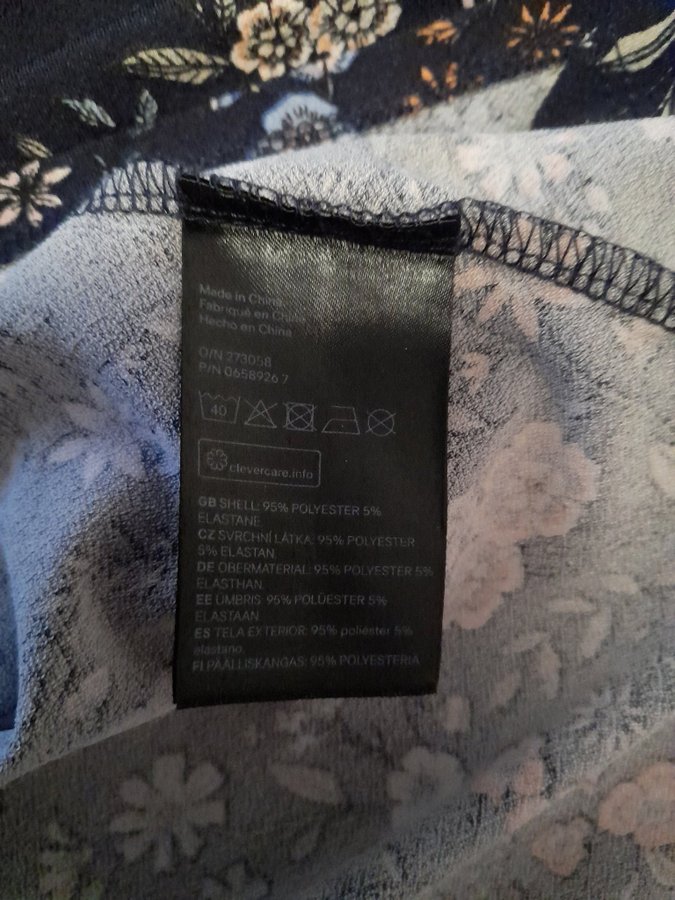 Made in China
Fabriqué en Chine
Hecho en China
O/N 273058
P/N 0658926 7
40
clevercare.info
GB SHELL: 95% POLYESTER 5%
ELASTANE
CZ SVRCHNÍ LÁTKA: 95% POLYESTER
5% ELASTAN
DE OBERMATERIAL: 95% POLYESTER 5%
ELASTHAN
EE ÜMBRIS: 95% POLÜESTER 5%
ELASTAAN
ES TELA EXTERIOR: 95% poliéster 5%
elastano,
FI PÄÄLLISKANGAS: 95% POLYESTERIA